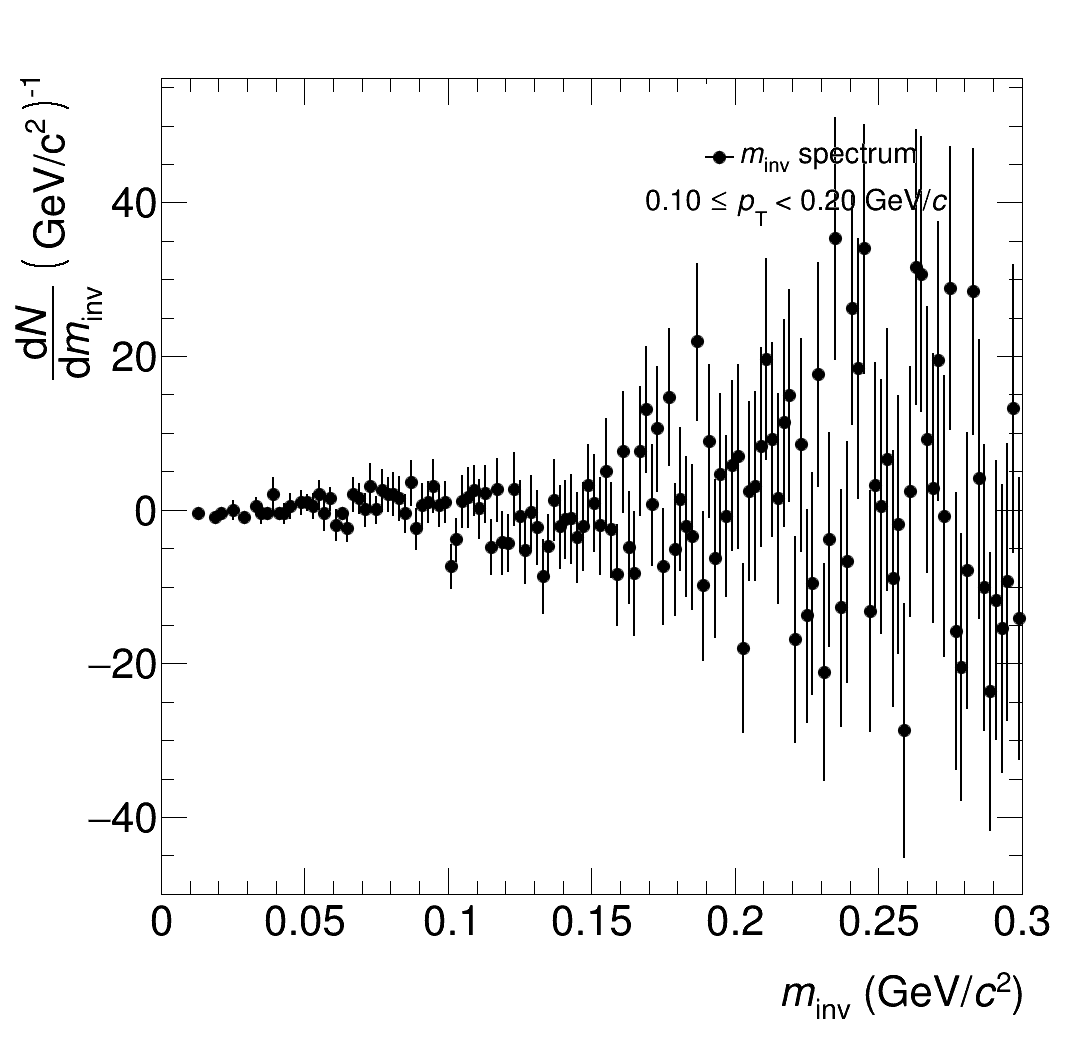 dN
dm_inv
( GeV/c² )⁻¹
m_inv spectrum
0.10 ≤ p_T < 0.20 GeV/c
40
20
0
−20
−40
0 0.05 0.1 0.15 0.2 0.25 0.3
m_inv (GeV/c²)